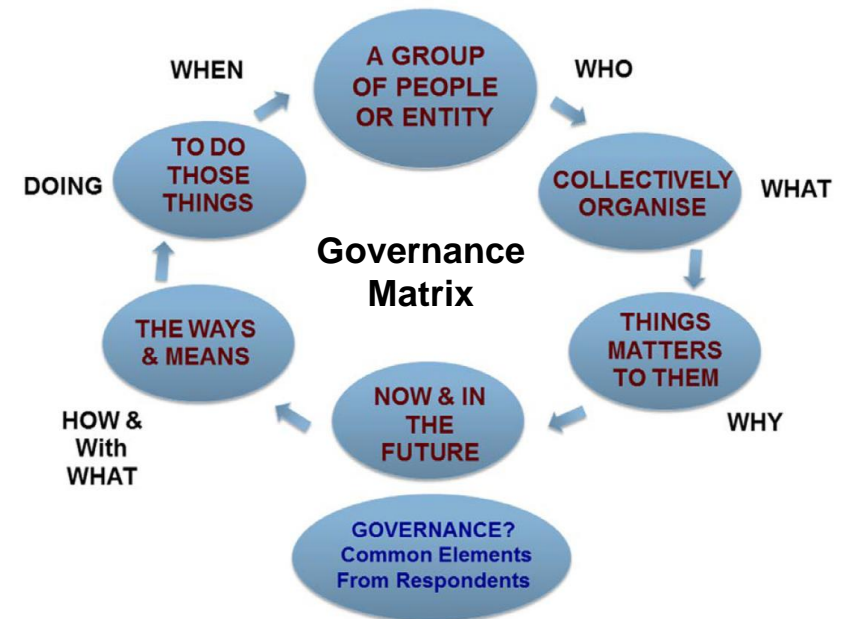 A GROUP
OF PEOPLE
OR ENTITY
WHO
COLLECTIVELY
ORGANISE
WHAT
THINGS
MATTERS
TO THEM
WHY
NOW & IN
THE
FUTURE
THE WAYS
& MEANS
HOW &
With
WHAT
TO DO
THOSE
THINGS
DOING
WHEN
Governance
Matrix
GOVERNANCE?
Common Elements
From Respondents